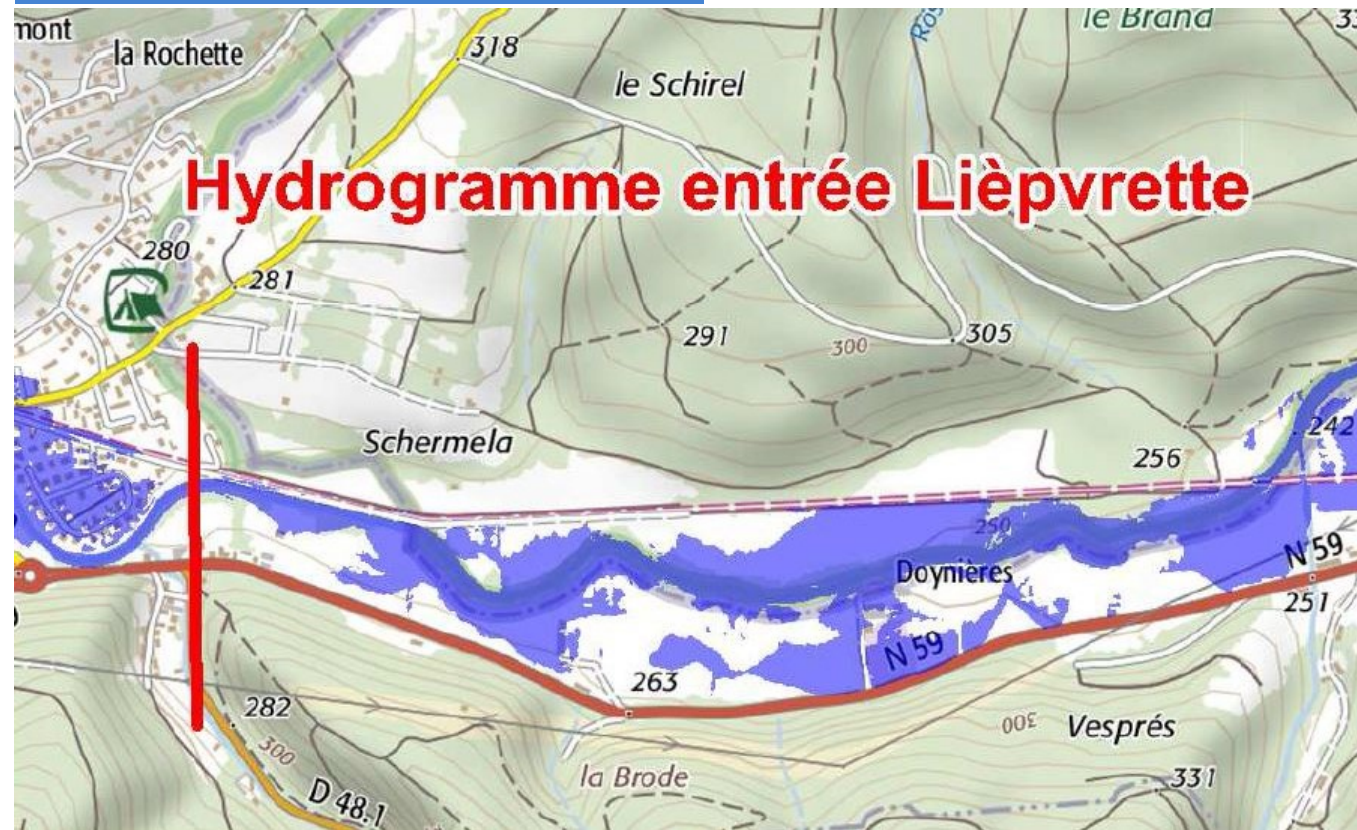 mont
le Brand
la Rochette
318
le Schirel
Hydrogramme entrée Lièpvrette
280
281
291
300
305
Schermela
242
256
250
N 59
Doynières
251
N 59
263
282
300
300
Vesprés
la Brode
331
D 48.1